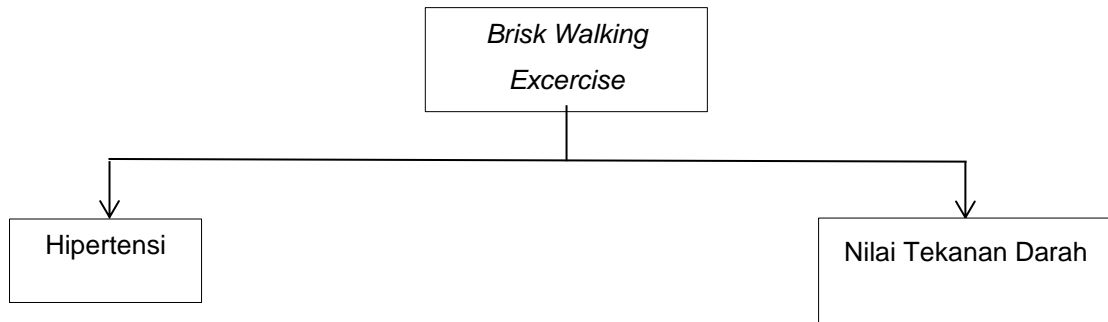 Brisk Walking
Excercise
Hipertensi
Nilai Tekanan Darah